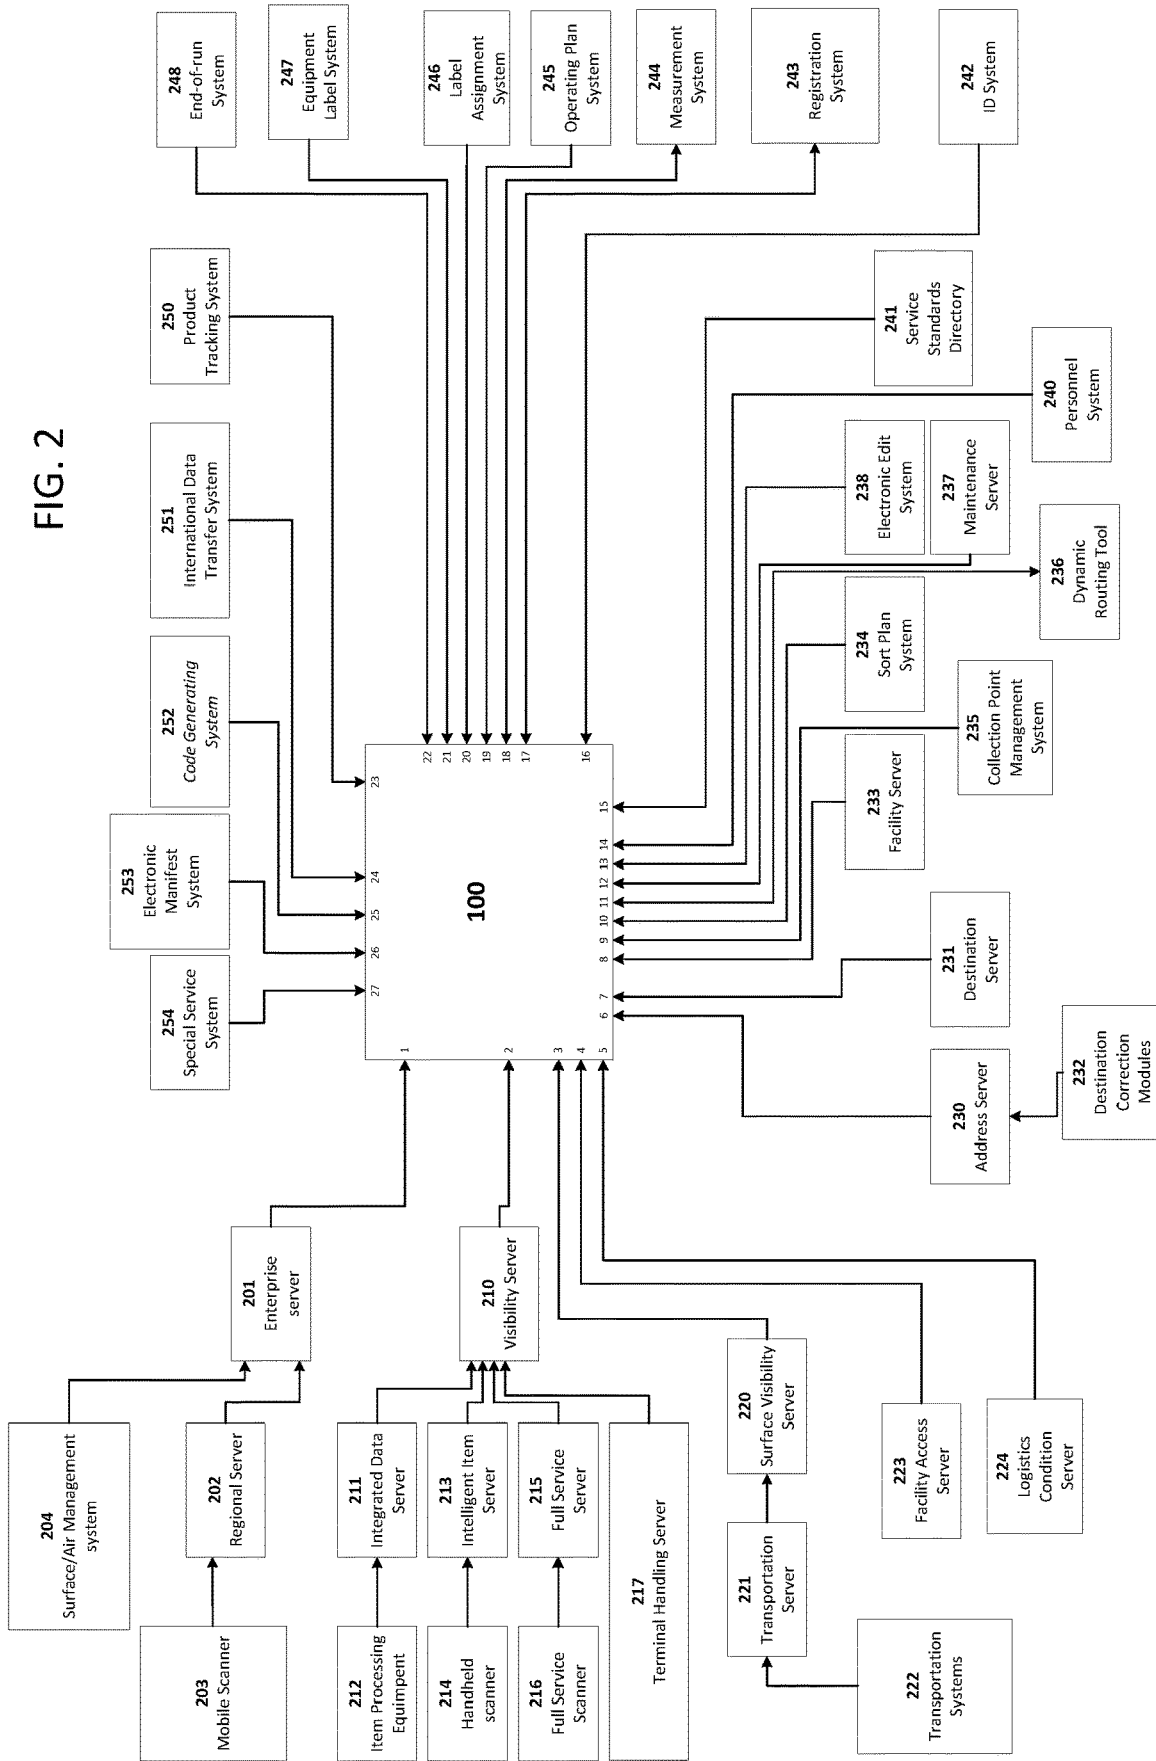 FIG. 2
204
Surface/Air Management
system
203
Mobile Scanner
202
Regional Server
201
Enterprise
server
212
Item Processing
Equimpent
211
Integrated Data
Server
214
Handheld
scanner
213
Intelligent Item
Server
216
Full Service
Scanner
215
Full Service
Server
217
Terminal Handling Server
210
Visibility Server
222
Transportation
Systems
221
Transportation
Server
220
Surface Visibility
Server
223
Facility Access
Server
224
Logistics
Condition
Server
254
Special Service
System
253
Electronic
Manifest
System
252
Code Generating
System
251
International Data
Transfer System
250
Product
Tracking System
248
End-of-run
System
247
Equipment
Label System
246
Label
Assignment
System
245
Operating Plan
System
244
Measurement
System
243
Registration
System
242
ID System
100
1
2
3
4
5
6
7
8
9
10
11
12
13
14
15
16
17
18
19
20
21
22
23
24
25
26
27
230
Address Server
232
Destination
Correction
Modules
231
Destination
Server
233
Facility Server
235
Collection Point
Management
System
234
Sort Plan
System
236
Dynamic
Routing Tool
237
Maintenance
Server
238
Electronic Edit
System
240
Personnel
System
241
Service
Standards
Directory